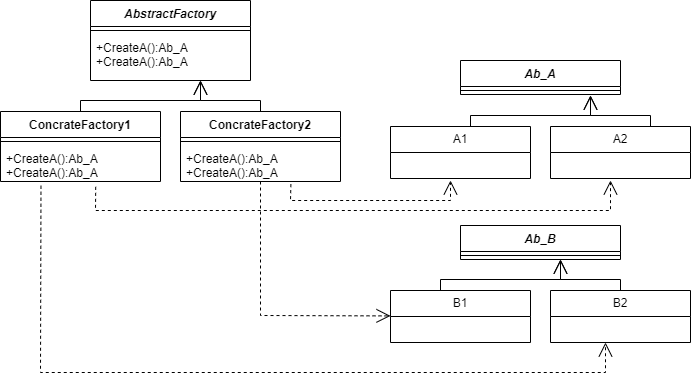 AbstractFactory
+CreateA():Ab_A
+CreateA():Ab_A
ConcrateFactory1
+CreateA():Ab_A
+CreateA():Ab_A
ConcrateFactory2
+CreateA():Ab_A
+CreateA():Ab_A
Ab_A
A1
A2
Ab_B
B1
B2